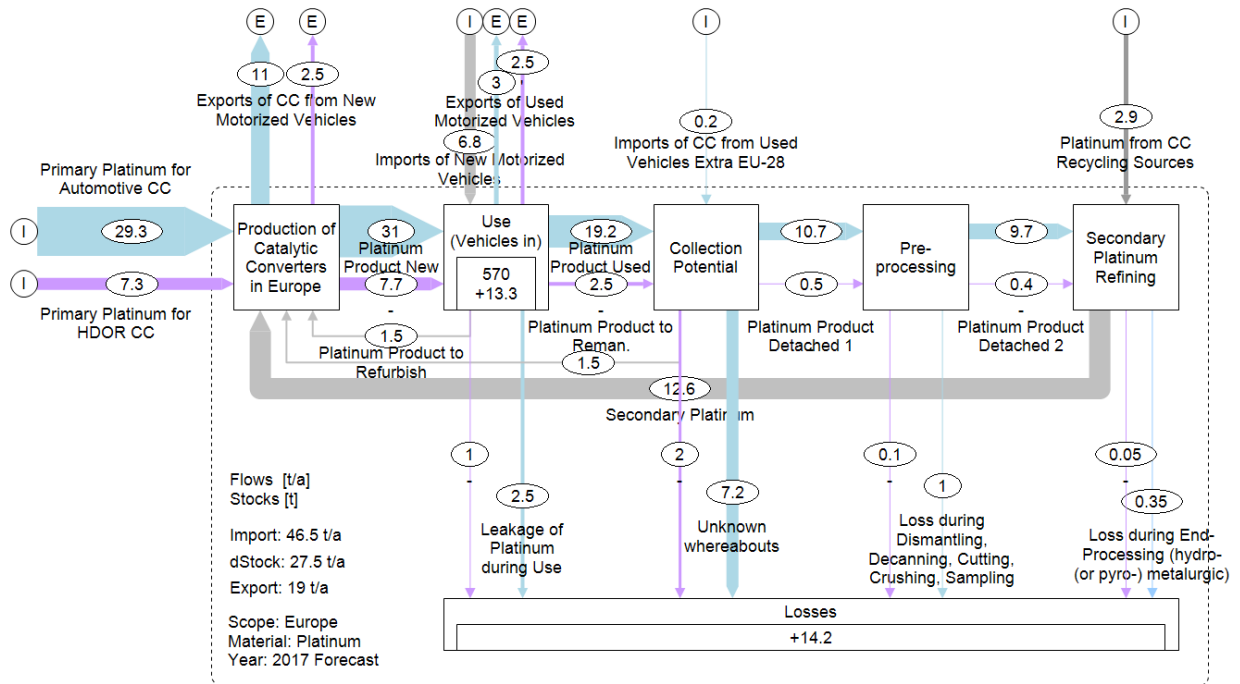 E
E
I
E
E
I
I
11
2.5
3
2.5
Exports of CC from New
Motorized Vehicles
Exports of Used
Motorized Vehicles
6.8
Imports of New Motorized
Vehicles
0.2
Imports of CC from Used
Vehicles Extra EU-28
2.9
Platinum from CC
Recycling Sources
Primary Platinum for
Automotive CC
I
29.3
I
7.3
Primary Platinum for
HDOR CC
Production of
Catalytic
Converters
in Europe
31
Platinum
Product New
7.7
-
Use
(Vehicles in)
570
+13.3
19.2
Platinum
Product Used
2.5
-
Collection
Potential
10.7
0.5
Platinum Product
Detached 1
-
Pre-
processing
9.7
0.4
-
Platinum Product
Detached 2
Secondary
Platinum
Refining
1.5
Platinum Product to
Refurbish
Platinum Product to
Reman.
1.5
12.6
Secondary Platinum
1
-
2.5
Leakage of
Platinum
during Use
2
-
7.2
Unknown
whereabouts
0.1
-
1
Loss during
Dismantling,
Decanning, Cutting,
Crushing, Sampling
0.05
-
0.35
Loss during End-
Processing (hydro-
(or pyro-) metalurgic)
Flows [t/a]
Stocks [t]
Import: 46.5 t/a
dStock: 27.5 t/a
Export: 19 t/a
Scope: Europe
Material: Platinum
Year: 2017 Forecast
Losses
+14.2